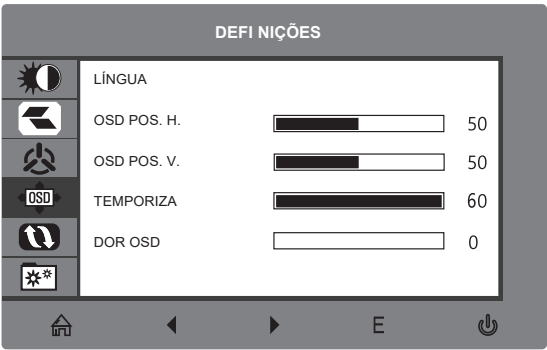 DEFI NIÇÕES
LÍNGUA
OSD POS. H. 50
OSD POS. V. 50
OSD
TEMPORIZA 60
DOR OSD 0
E